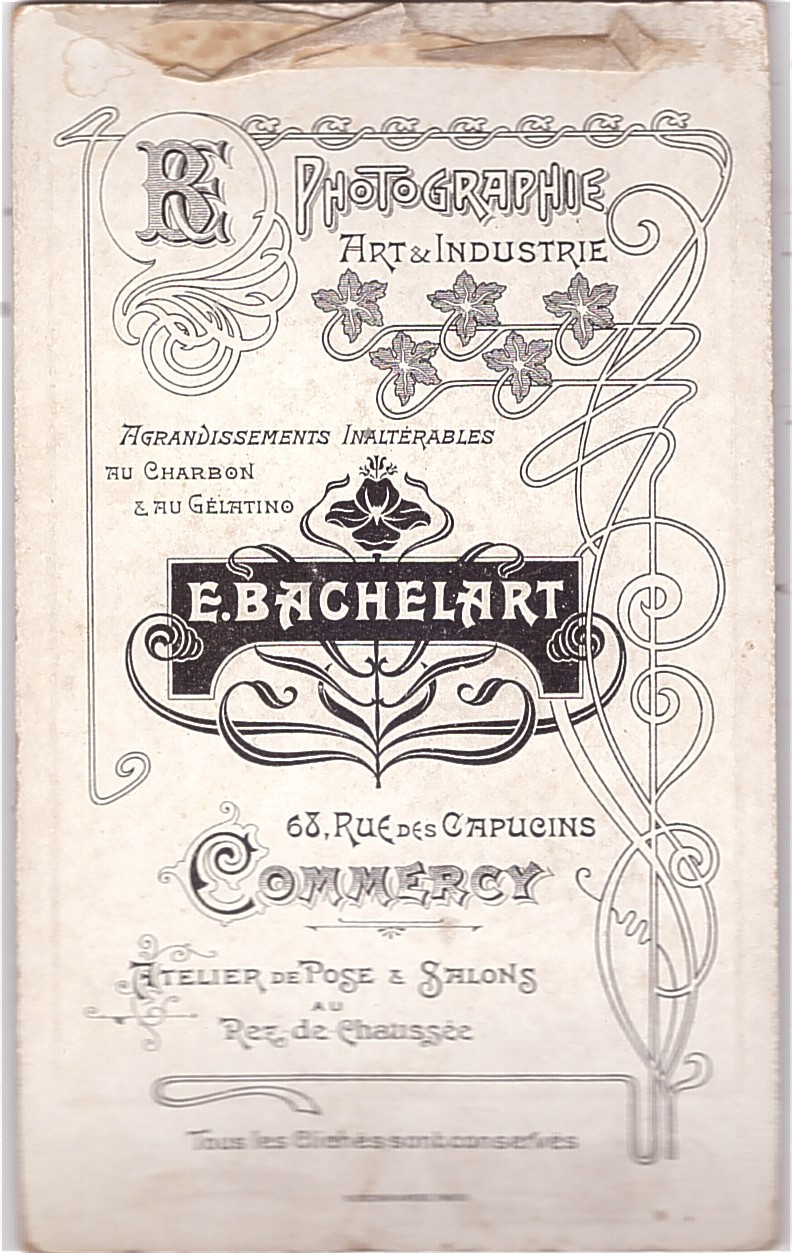 BE
PHOTOGRAPHIE
ART & INDUSTRIE
AGRANDISSEMENTS INALTÉRABLES
AU CHARBON
& AU GÉLATINO
E. BACHELART
68, RUE DES CAPUCINS
COMMERCY
ATELIER DE POSE & SALONS
AU
Rez-de-Chaussée
Tous les Clichés sont conservés